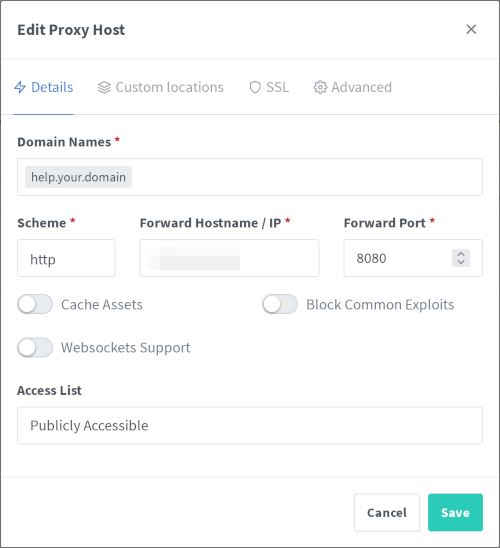 Edit Proxy Host
Details Custom locations SSL Advanced
Domain Names *
help.your.domain
Scheme * Forward Hostname / IP * Forward Port *
http 8080
Cache Assets Block Common Exploits
Websockets Support
Access List
Publicly Accessible
Cancel Save